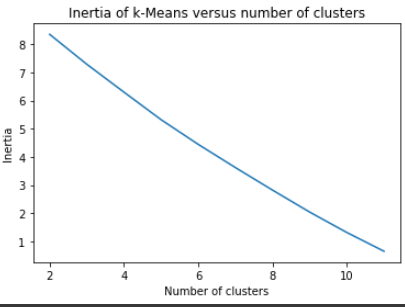 Inertia of k-Means versus number of clusters
8
7
6
5
4
3
2
1
Inertia
2 4 6 8 10
Number of clusters